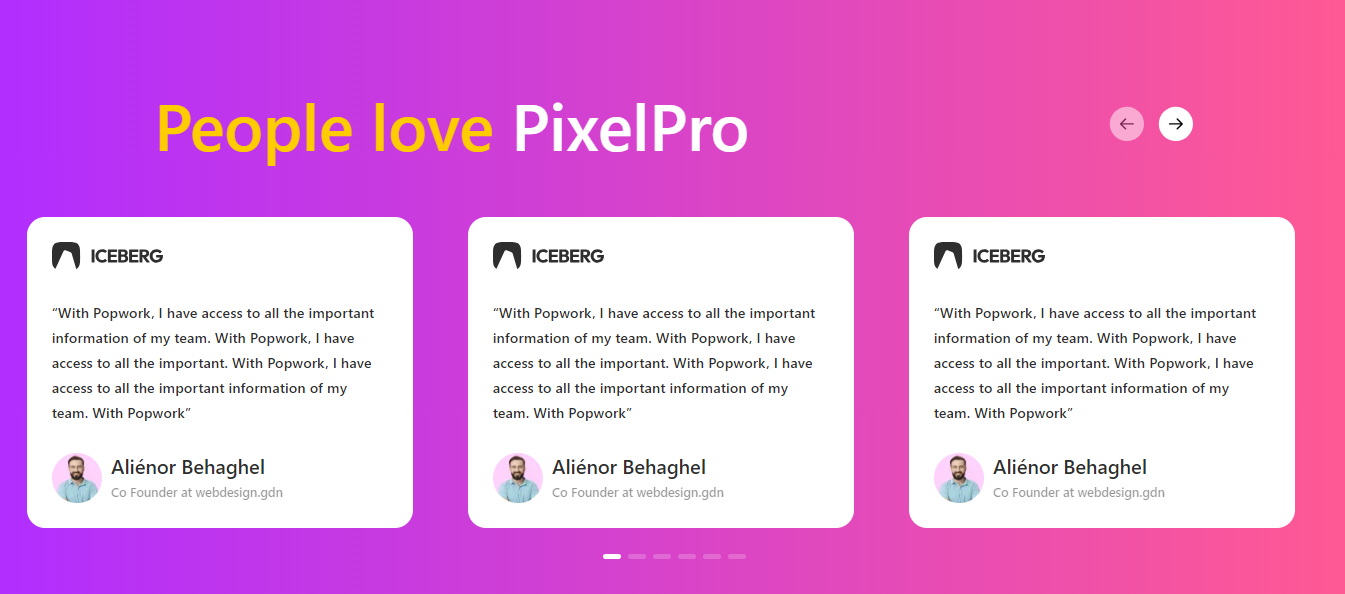 People love PixelPro
ICEBERG
“With Popwork, I have access to all the important
information of my team. With Popwork, I have
access to all the important. With Popwork, I have
access to all the important information of my
team. With Popwork”
Aliénor Behaghel
Co Founder at webdesign.gdn
ICEBERG
“With Popwork, I have access to all the important
information of my team. With Popwork, I have
access to all the important. With Popwork, I have
access to all the important information of my
team. With Popwork”
Aliénor Behaghel
Co Founder at webdesign.gdn
ICEBERG
“With Popwork, I have access to all the important
information of my team. With Popwork, I have
access to all the important. With Popwork, I have
access to all the important information of my
team. With Popwork”
Aliénor Behaghel
Co Founder at webdesign.gdn